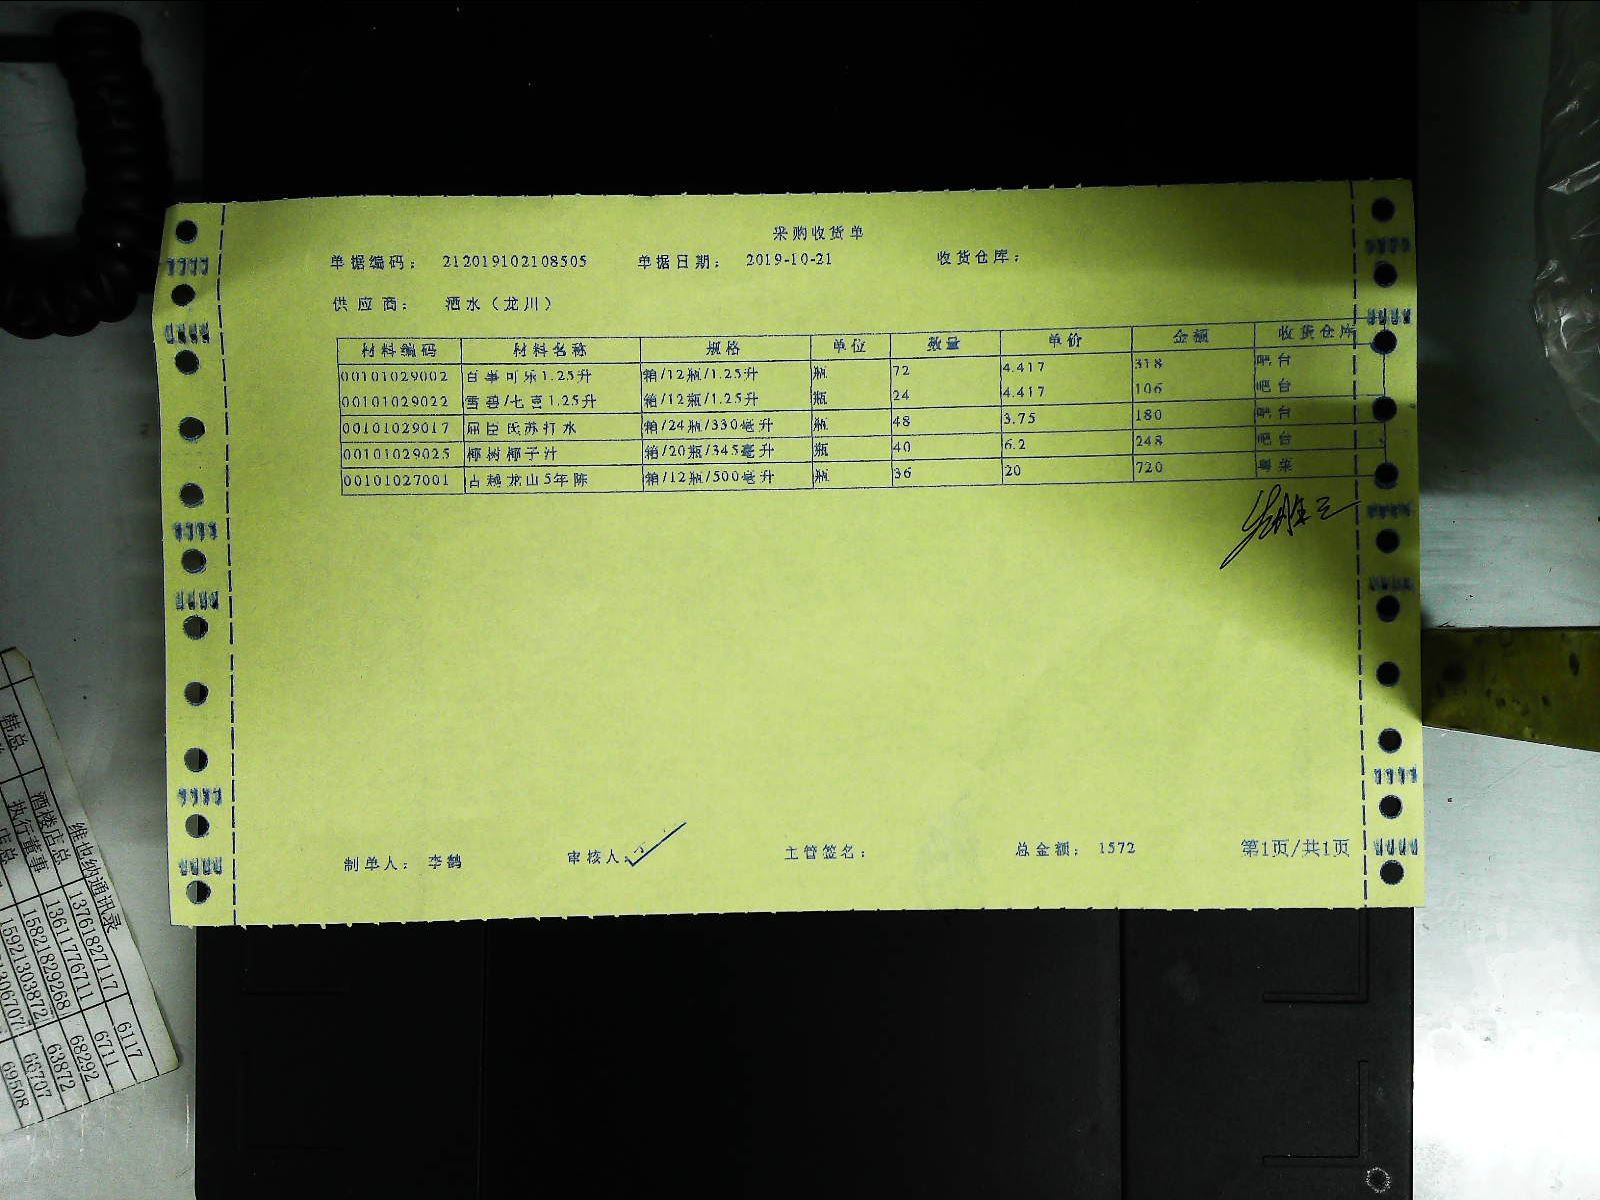 采购收货单
单据编码： 212019102108505 单据日期： 2019-10-21 收货仓库：
供应商： 酒水（龙川）
材料编码 材料名称 规格 单位 数量 单价 金额 收货仓库
00101029002 百事可乐1.25升 箱/12瓶/1.25升 瓶 72 4.417 318 吧台
00101029022 雪碧/七喜1.25升 箱/12瓶/1.25升 瓶 24 4.417 106 吧台
00101029017 屈臣氏苏打水 箱/24瓶/330毫升 瓶 48 3.75 180 吧台
00101029025 椰树椰子汁 箱/20瓶/345毫升 瓶 40 6.2 248 吧台
00101027001 古越龙山5年陈 箱/12瓶/500毫升 瓶 36 20 720 粤菜
制单人： 李鹤 审核人： 主管签名： 总金额： 1572 第1页/共1页
维也纳通讯录
酒楼店总 13761827117 6117
韩总 执行董事 13611776711 6711
店总 15821829268 68292
15921303872 63872
06707 66707
69508